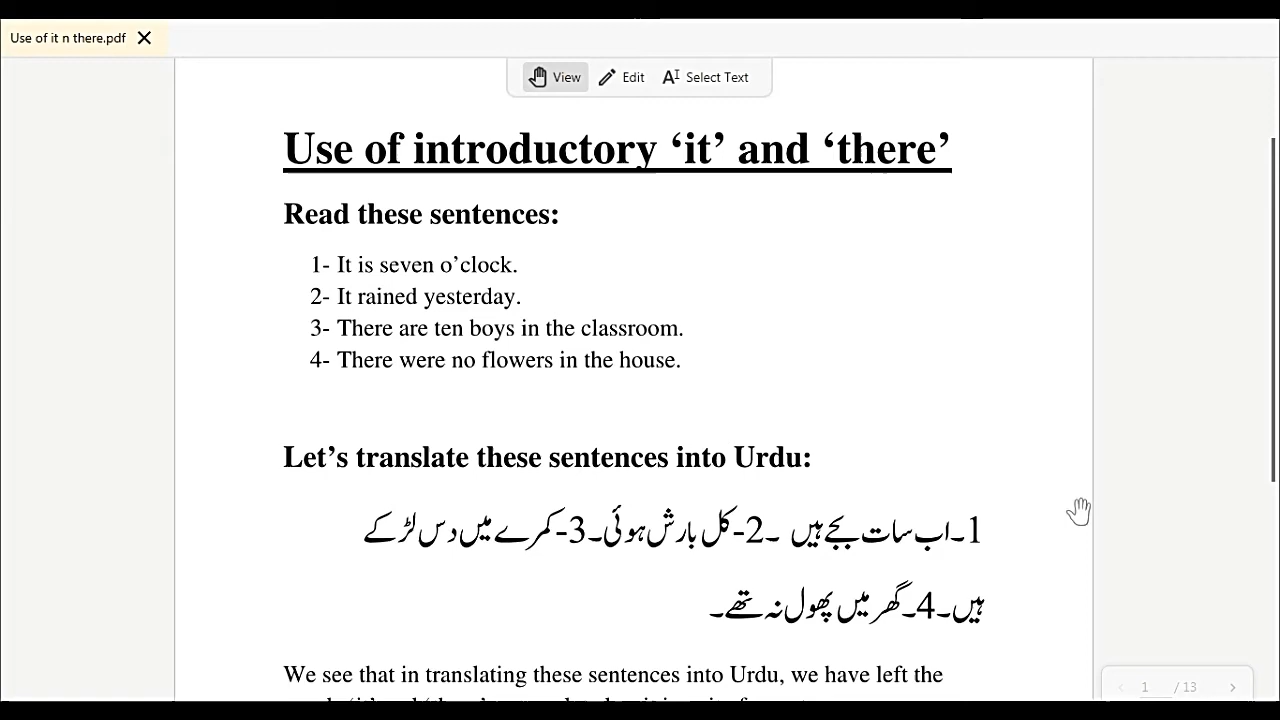 Use of it n there.pdf
View Edit Select Text
Use of introductory ‘it’ and ‘there’
Read these sentences:
1- It is seven o’clock.
2- It rained yesterday.
3- There are ten boys in the classroom.
4- There were no flowers in the house.
Let’s translate these sentences into Urdu:
1۔اب سات بجے ہیں ۔2-کل بارش ہوئی۔3-کمرے میں دس لڑکے
ہیں۔4۔گھر میں پھول نہ تھے۔
We see that in translating these sentences into Urdu, we have left the
1 / 13